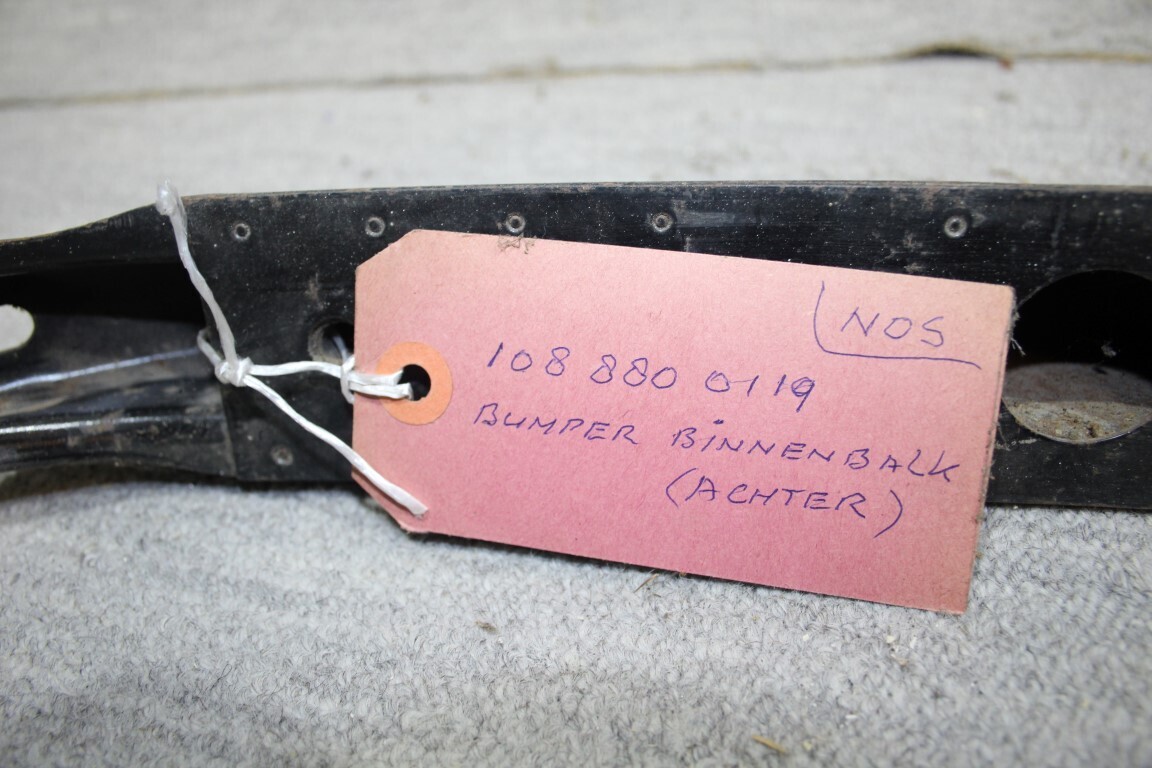 NOS
108 880 0119
BUMPER BINNENBALK
(ACHTER)